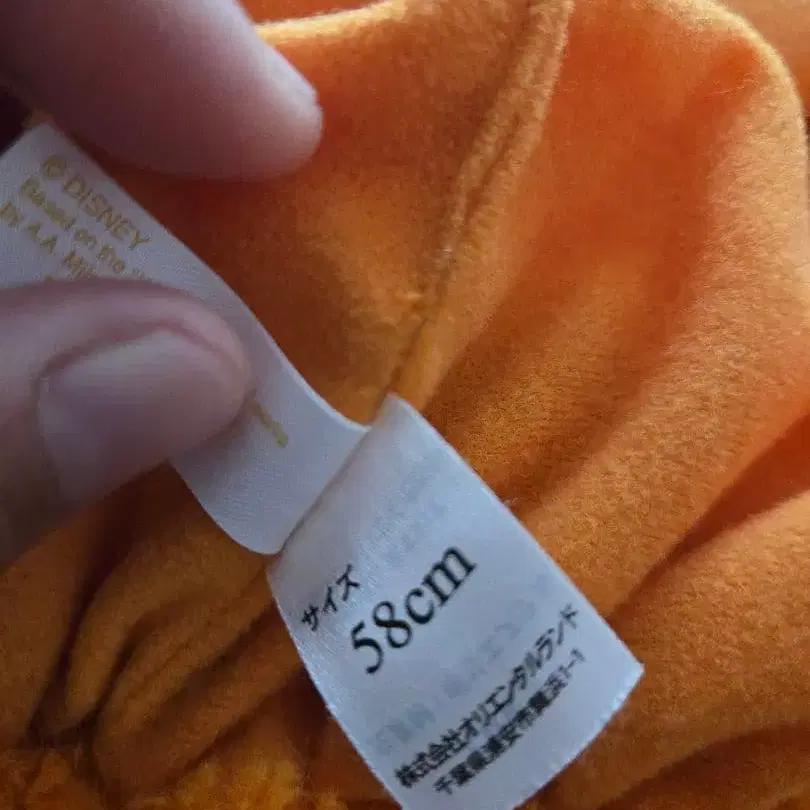 © DISNEY
Based on the
by A.A.
サイズ
58cm
株式会社オリエンタルランド
千葉県浦安市舞浜1-1